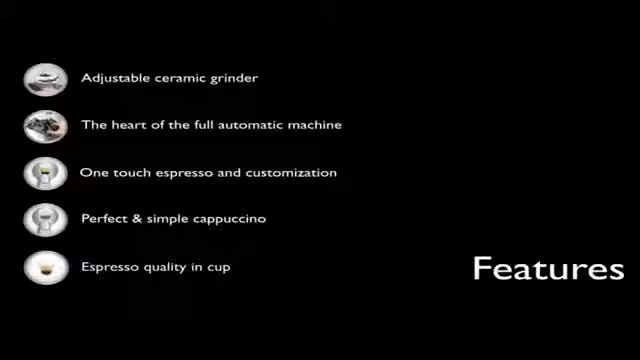 Adjustable ceramic grinder
The heart of the full automatic machine
One touch espresso and customization
Perfect & simple cappuccino
Espresso quality in cup
Features